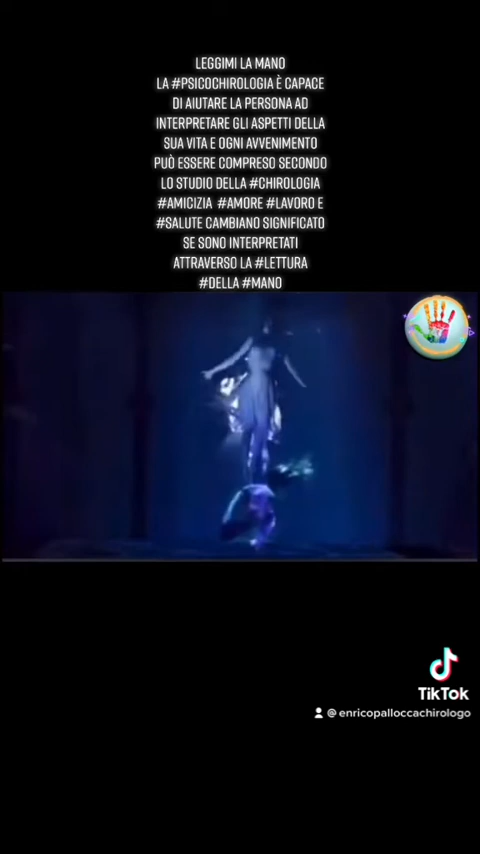 LEGGIMI LA MANO
LA #PSICOCHIROLOGIA È CAPACE
DI AIUTARE LA PERSONA AD
INTERPRETARE GLI ASPETTI DELLA
SUA VITA E OGNI AVVENIMENTO
PUÒ ESSERE COMPRESO SECONDO
LO STUDIO DELLA #CHIROLOGIA
#AMICIZIA #AMORE #LAVORO E
#SALUTE CAMBIANO SIGNIFICATO
SE SONO INTERPRETATI
ATTRAVERSO LA #LETTURA
#DELLA #MANO
TikTok
@enricopalloccachirologo